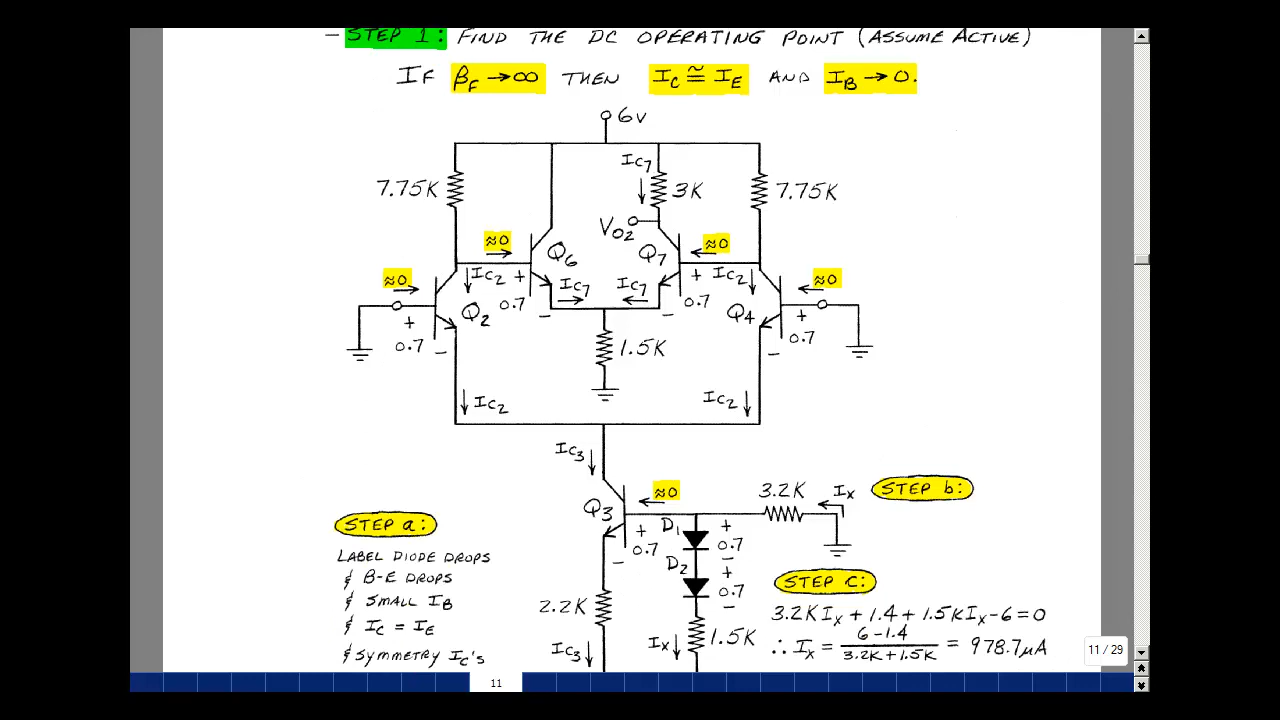 - STEP 1: FIND THE DC OPERATING POINT (ASSUME ACTIVE)
IF βF → ∞ THEN IC ≅ IE AND IB → 0.
6V
IC7
7.75K
3K
7.75K
VO2
≈0
Q6
Q7
≈0
≈0
IC2
+
0.7
-
IC7
IC7
+
0.7
-
IC2
≈0
+
0.7
-
Q2
Q4
+
0.7
-
1.5K
IC2
IC2
IC3
≈0
3.2K
IX
STEP b:
Q3
+
0.7
-
D1
+
0.7
-
STEP a:
D2
+
0.7
-
STEP C:
LABEL DIODE DROPS
& B-E DROPS
& SMALL IB
& IC = IE
& SYMMETRY IC'S
2.2K
IC3
IX
1.5K
3.2K IX + 1.4 + 1.5K IX - 6 = 0
∴ IX = 6 - 1.4 / 3.2K + 1.5K = 978.7μA
11 / 29
11